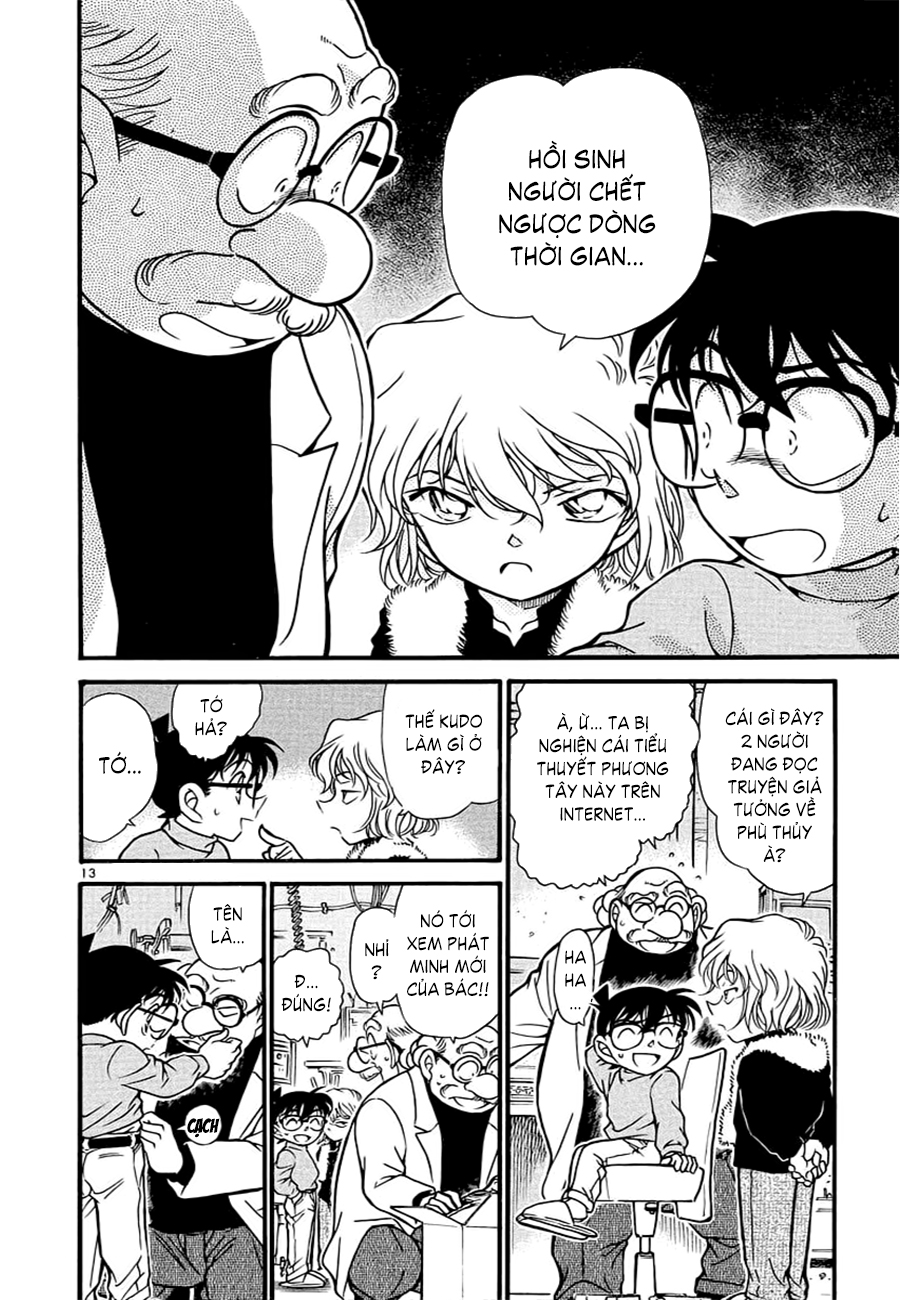 HỒI SINH
NGƯỜI CHẾT
NGƯỢC DÒNG
THỜI GIAN...
CÁI GÌ ĐÂY?
2 NGƯỜI
ĐANG ĐỌC
TRUYỆN GIẢ
TƯỞNG VỀ
PHÙ THỦY
À?
À, Ừ... TA BỊ
NGHIỆN CÁI TIỂU
THUYẾT PHƯƠNG
TÂY NÀY TRÊN
INTERNET...
HA
HA
...
THẾ KUDO
LÀM GÌ Ở
ĐÂY?
TỚ
HẢ?
TỚ...
13
NÓ TỚI
XEM PHÁT
MINH MỚI
CỦA BÁC!!
NHỈ
?
Đ...
ĐÚNG!
TÊN
LÀ...
CẠCH